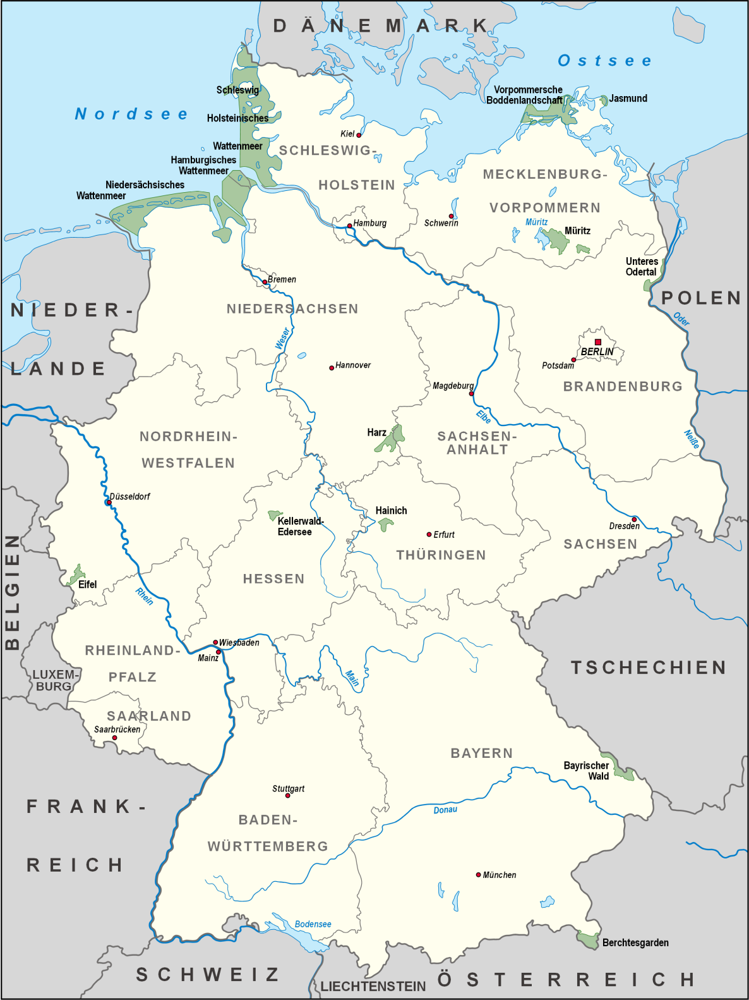 DÄNEMARK
Ostsee
Nordsee
Schleswig
Holsteinisches
Wattenmeer
Vorpommersche
Boddenlandschaft
Jasmund
Kiel
SCHLESWIG-
HOLSTEIN
Hamburgisches
Wattenmeer
Niedersächsisches
Wattenmeer
MECKLENBURG-
VORPOMMERN
Schwerin
Müritz
Müritz
Hamburg
Unteres
Odertal
Bremen
POLEN
NIEDER-
LANDE
NIEDERSACHSEN
Weser
Oder
BERLIN
Potsdam
Hannover
BRANDENBURG
Magdeburg
Elbe
Neiße
Harz
SACHSEN-
ANHALT
NORDRHEIN-
WESTFALEN
Düsseldorf
Kellerwald-
Edersee
Hainich
Erfurt
THÜRINGEN
Dresden
SACHSEN
HESSEN
BELGIEN
Eifel
Rhein
Wiesbaden
Mainz
RHEINLAND-
PFALZ
LUXEM-
BURG
Main
TSCHECHIEN
SAARLAND
Saarbrücken
BAYERN
Bayrischer
Wald
FRANK-
REICH
Stuttgart
Donau
BADEN-
WÜRTTEMBERG
München
Bodensee
Berchtesgarden
SCHWEIZ
LIECHTENSTEIN
ÖSTERREICH